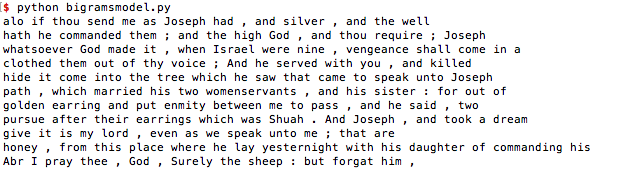 $ python bigramsmodel.py
alo if thou send me as Joseph had , and silver , and the well
hath he commanded them ; and the high God , and thou require ; Joseph
whatsoever God made it , when Israel were nine , vengeance shall come in a
clothed them out of thy voice ; And he served with you , and killed
hide it come into the tree which he saw that came to speak unto Joseph
path , which married his two womenservants , and his sister : for out of
golden earring and put enmity between me to pass , and he said , two
pursue after their earrings which was Shuah . And Joseph , and took a dream
give it is my lord , even as we speak unto me ; that are
honey , from this place where he lay yesternight with his daughter of commanding his
Abr I pray thee , God , Surely the sheep : but forgat him ,